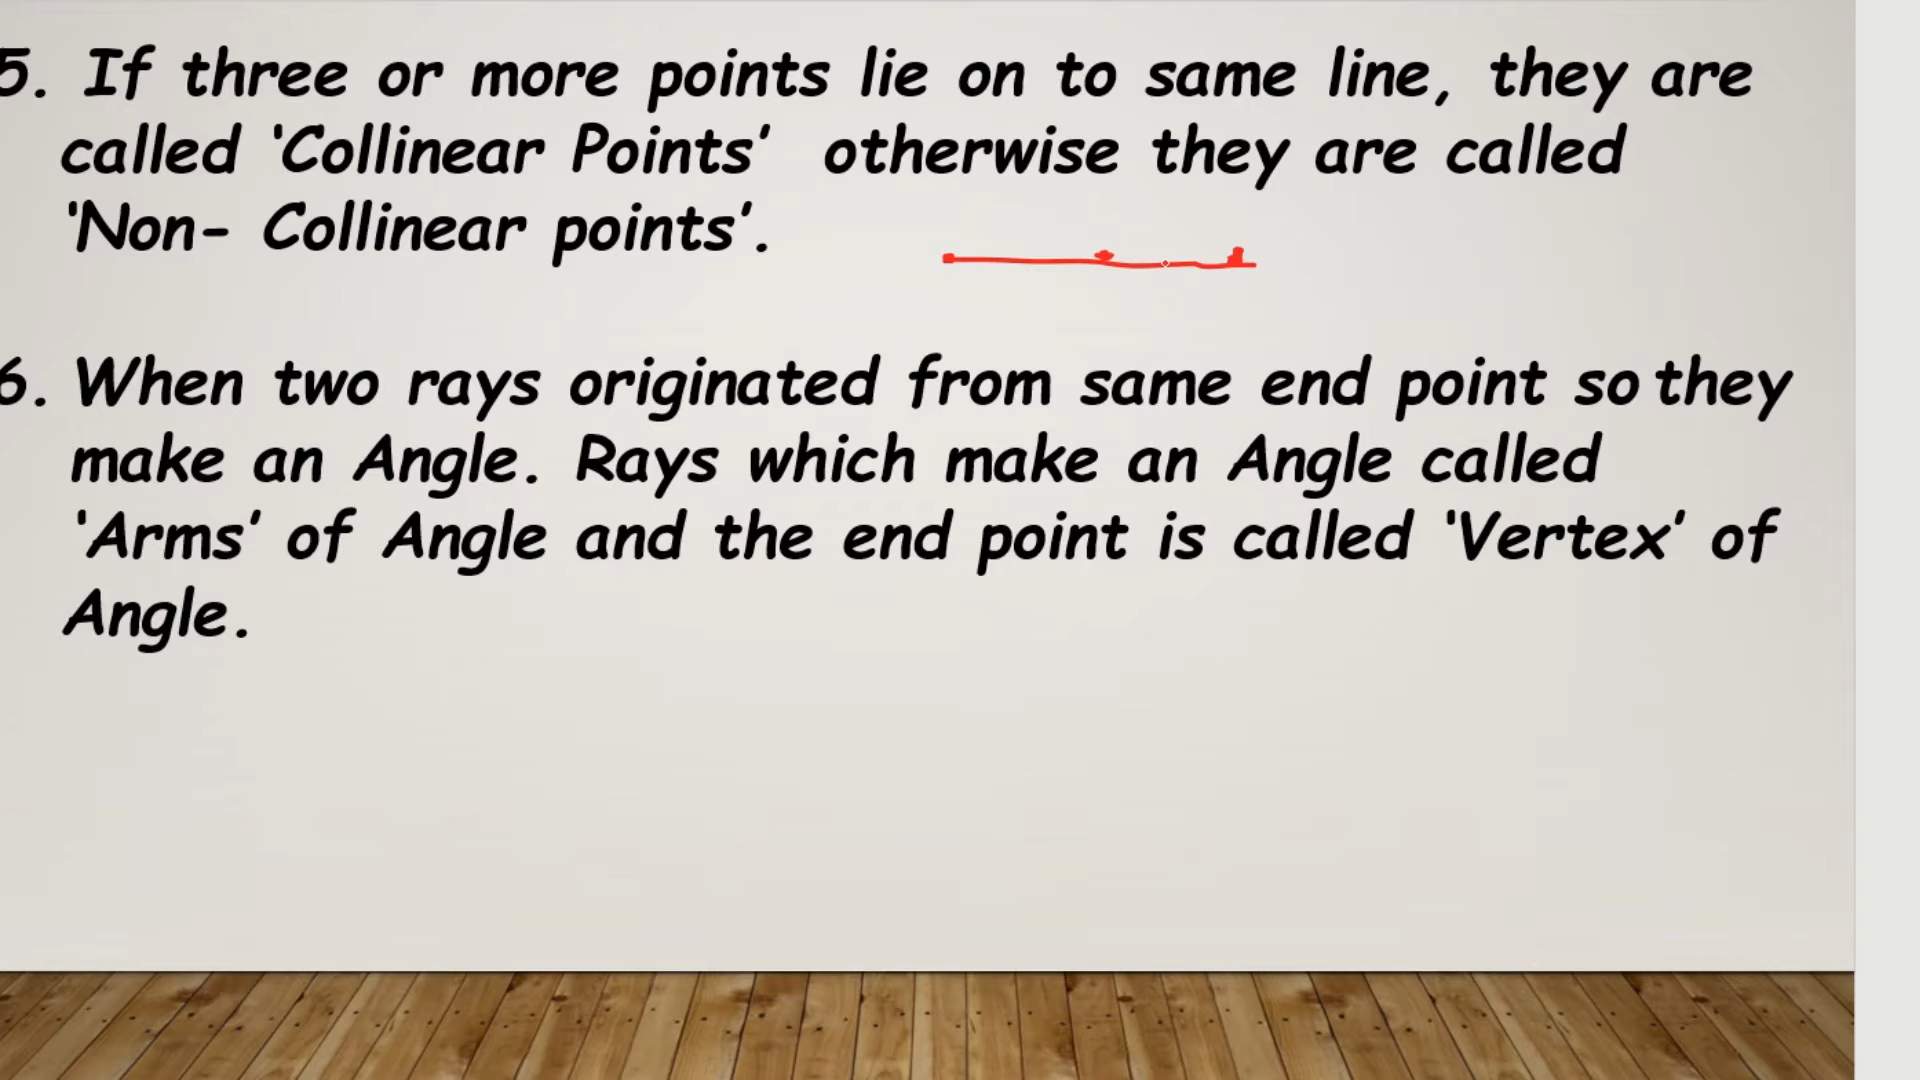 5. If three or more points lie on to same line, they are
called ‘Collinear Points’ otherwise they are called
‘Non- Collinear points’.
6. When two rays originated from same end point so they
make an Angle. Rays which make an Angle called
‘Arms’ of Angle and the end point is called ‘Vertex’ of
Angle.